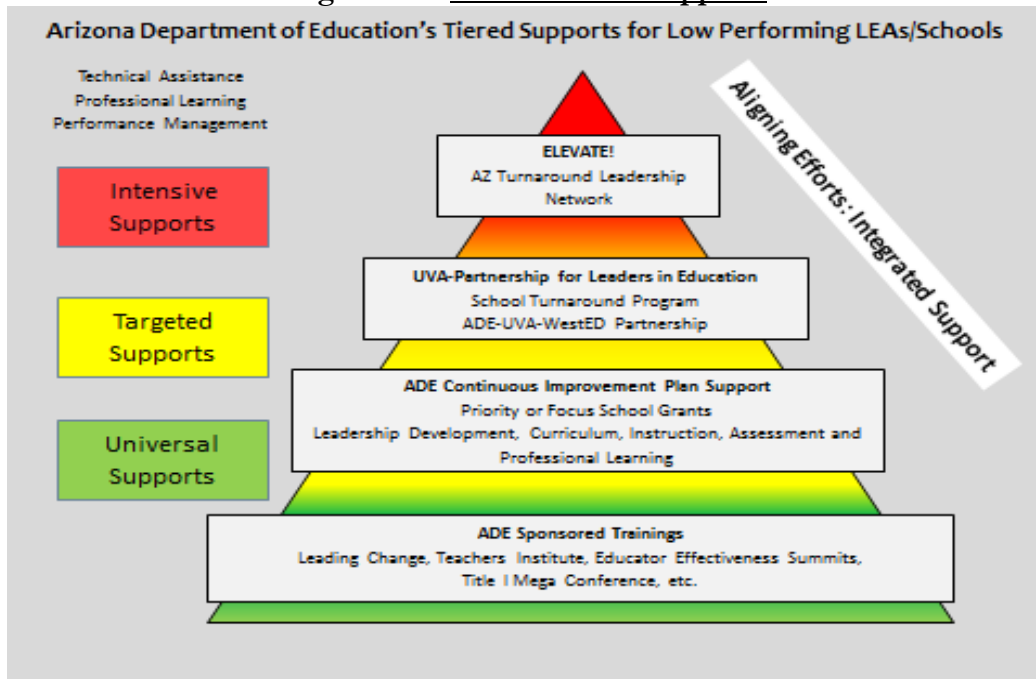 Arizona Department of Education's Tiered Supports for Low Performing LEAs/Schools
Technical Assistance
Professional Learning
Performance Management
Intensive
Supports
Targeted
Supports
Universal
Supports
ELEVATE!
AZ Turnaround Leadership
Network
UVA-Partnership for Leaders in Education
School Turnaround Program
ADE-UVA-WestED Partnership
ADE Continuous Improvement Plan Support
Priority or Focus School Grants
Leadership Development, Curriculum, Instruction, Assessment and
Professional Learning
ADE Sponsored Trainings
Leading Change, Teachers Institute, Educator Effectiveness Summits,
Title I Mega Conference, etc.
Aligning Efforts: Integrated Support